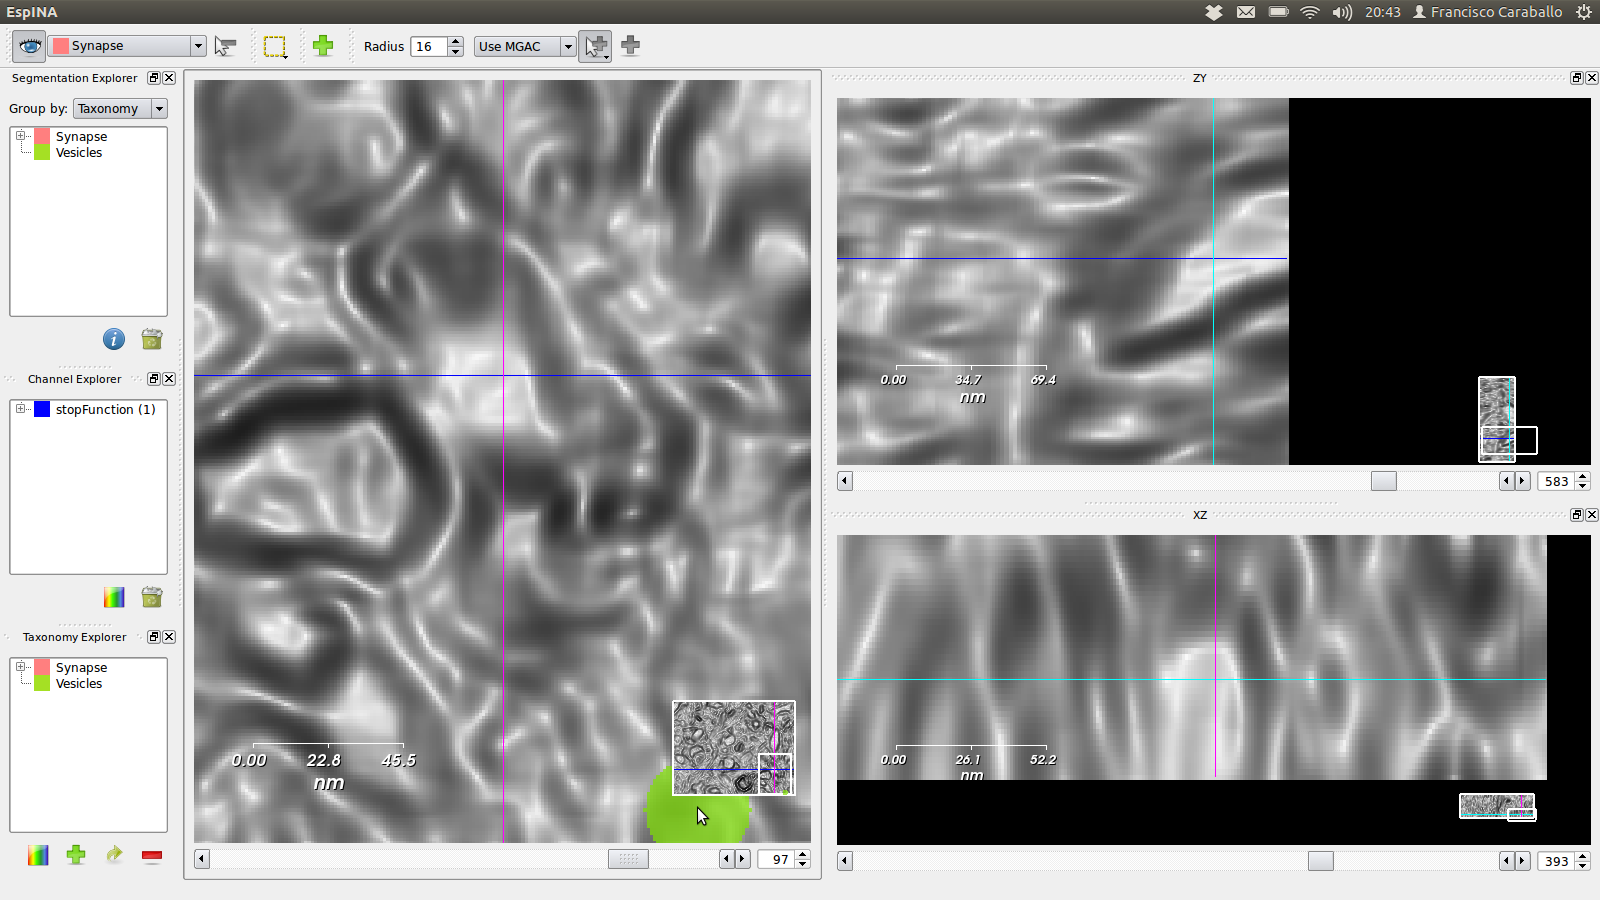 EspINA
20:43 Francisco Caraballo
Synapse
Radius 16
Use MGAC
Segmentation Explorer
Group by: Taxonomy
Synapse
Vesicles
Channel Explorer
stopFunction (1)
Taxonomy Explorer
Synapse
Vesicles
0.00 22.8 45.5
nm
97
ZY
0.00 34.7 69.4
nm
583
XZ
0.00 26.1 52.2
nm
393